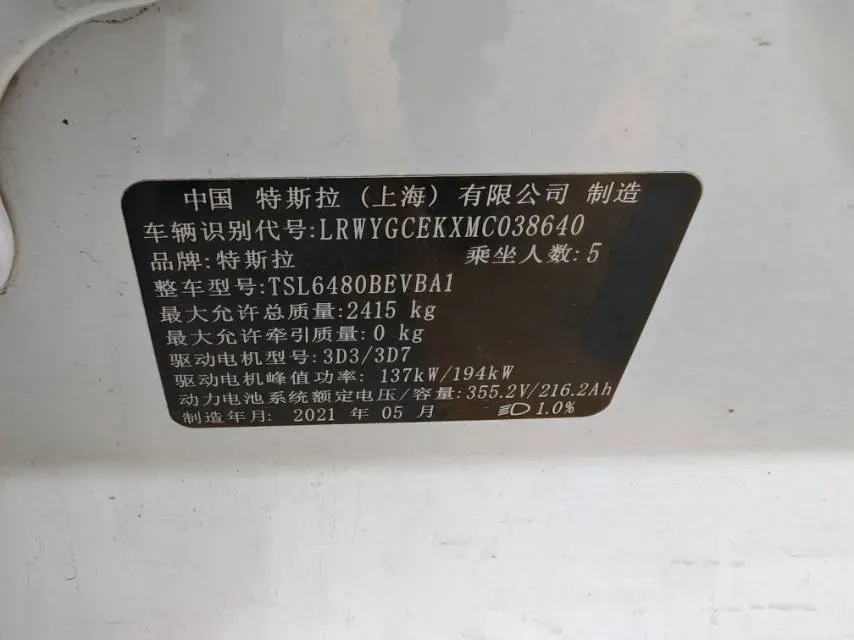 中国 特斯拉(上海)有限公司 制造
车辆识别代号:LRWYGCEKXMC038640
品牌:特斯拉 乘坐人数:5
整车型号:TSL6480BEVBA1
最大允许总质量:2415 kg
最大允许牵引质量:0 kg
驱动电机型号:3D3/3D7
驱动电机峰值功率: 137kW/194kW
动力电池系统额定电压/容量:355.2V/216.2Ah
制造年月: 2021 年 05 月 1.0%